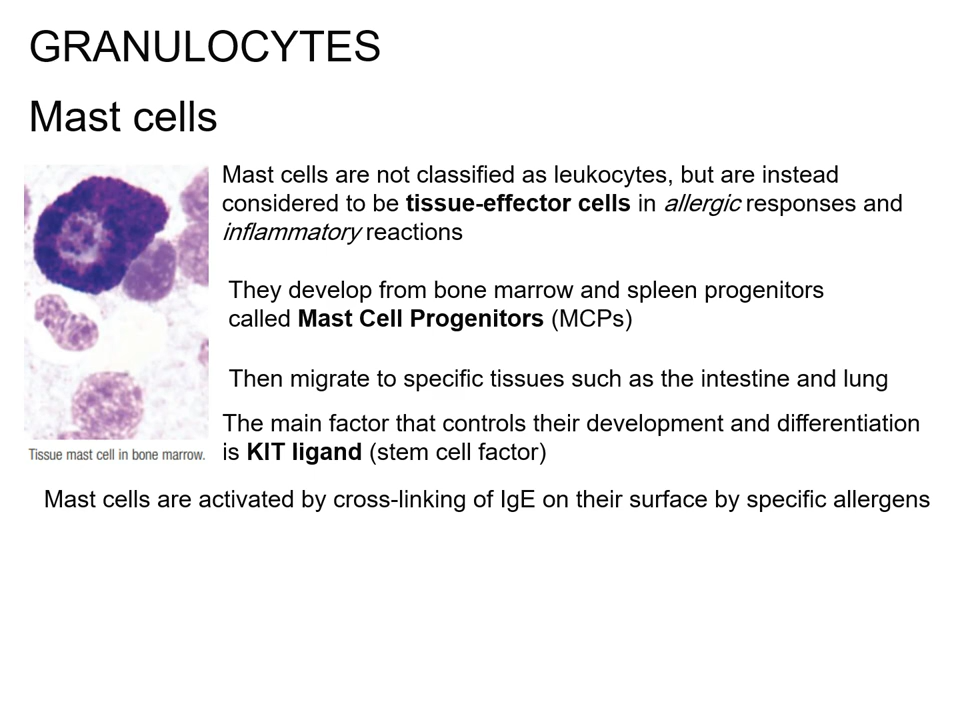 GRANULOCYTES
Mast cells
Mast cells are not classified as leukocytes, but are instead
considered to be tissue-effector cells in allergic responses and
inflammatory reactions
They develop from bone marrow and spleen progenitors
called Mast Cell Progenitors (MCPs)
Then migrate to specific tissues such as the intestine and lung
The main factor that controls their development and differentiation
is KIT ligand (stem cell factor)
Tissue mast cell in bone marrow.
Mast cells are activated by cross-linking of IgE on their surface by specific allergens